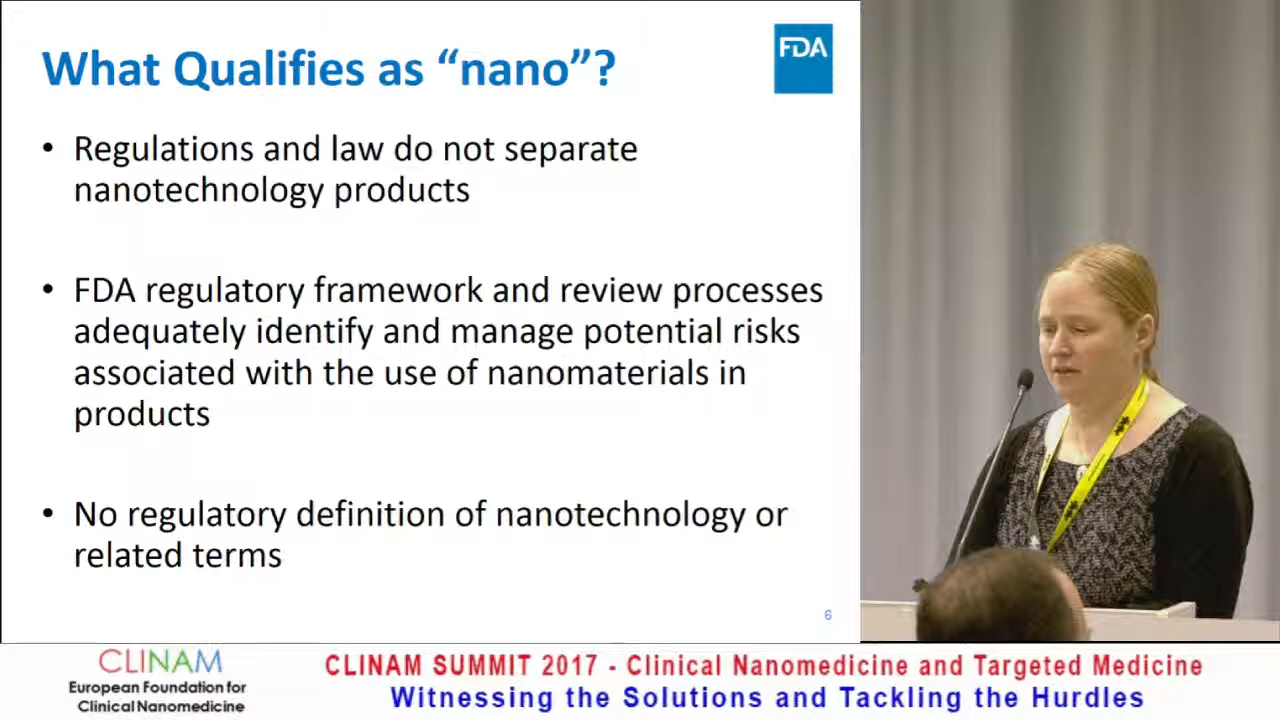 What Qualifies as “nano”?
FDA
• Regulations and law do not separate
nanotechnology products
• FDA regulatory framework and review processes
adequately identify and manage potential risks
associated with the use of nanomaterials in
products
• No regulatory definition of nanotechnology or
related terms
6
CLINAM
European Foundation for
Clinical Nanomedicine
CLINAM SUMMIT 2017 - Clinical Nanomedicine and Targeted Medicine
Witnessing the Solutions and Tackling the Hurdles